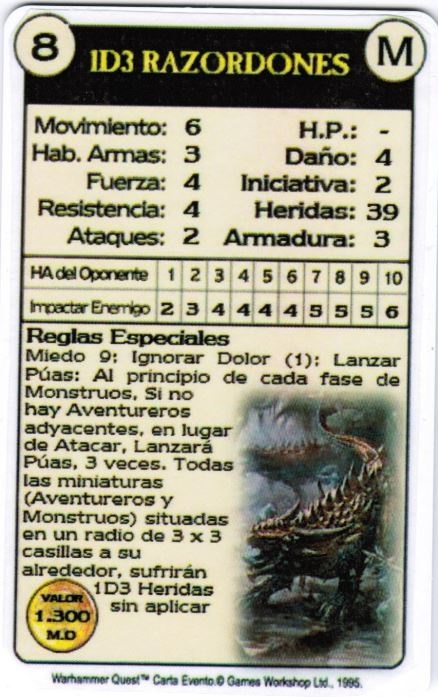 8
1D3 RAZORDONES
M
Movimiento: 6 H.P.: -
Hab. Armas: 3 Daño: 4
Fuerza: 4 Iniciativa: 2
Resistencia: 4 Heridas: 39
Ataques: 2 Armadura: 3
HA del Oponente 1 2 3 4 5 6 7 8 9 10
Impactar Enemigo 2 3 4 4 4 4 5 5 5 6
Reglas Especiales
Miedo 9; Ignorar Dolor (1); Lanzar
Púas: Al principio de cada fase de
Monstruos, Si no
hay Aventureros
adyacentes, en lugar
de Atacar, Lanzará
Púas, 3 veces. Todas
las miniaturas
(Aventureros y
Monstruos) situadas
en un radio de 3 x 3
casillas a su
alrededor, sufrirán
1D3 Heridas
sin aplicar
VALOR
1.300
M.O
Warhammer Quest™ Carta Evento.© Games Workshop Ltd., 1995.